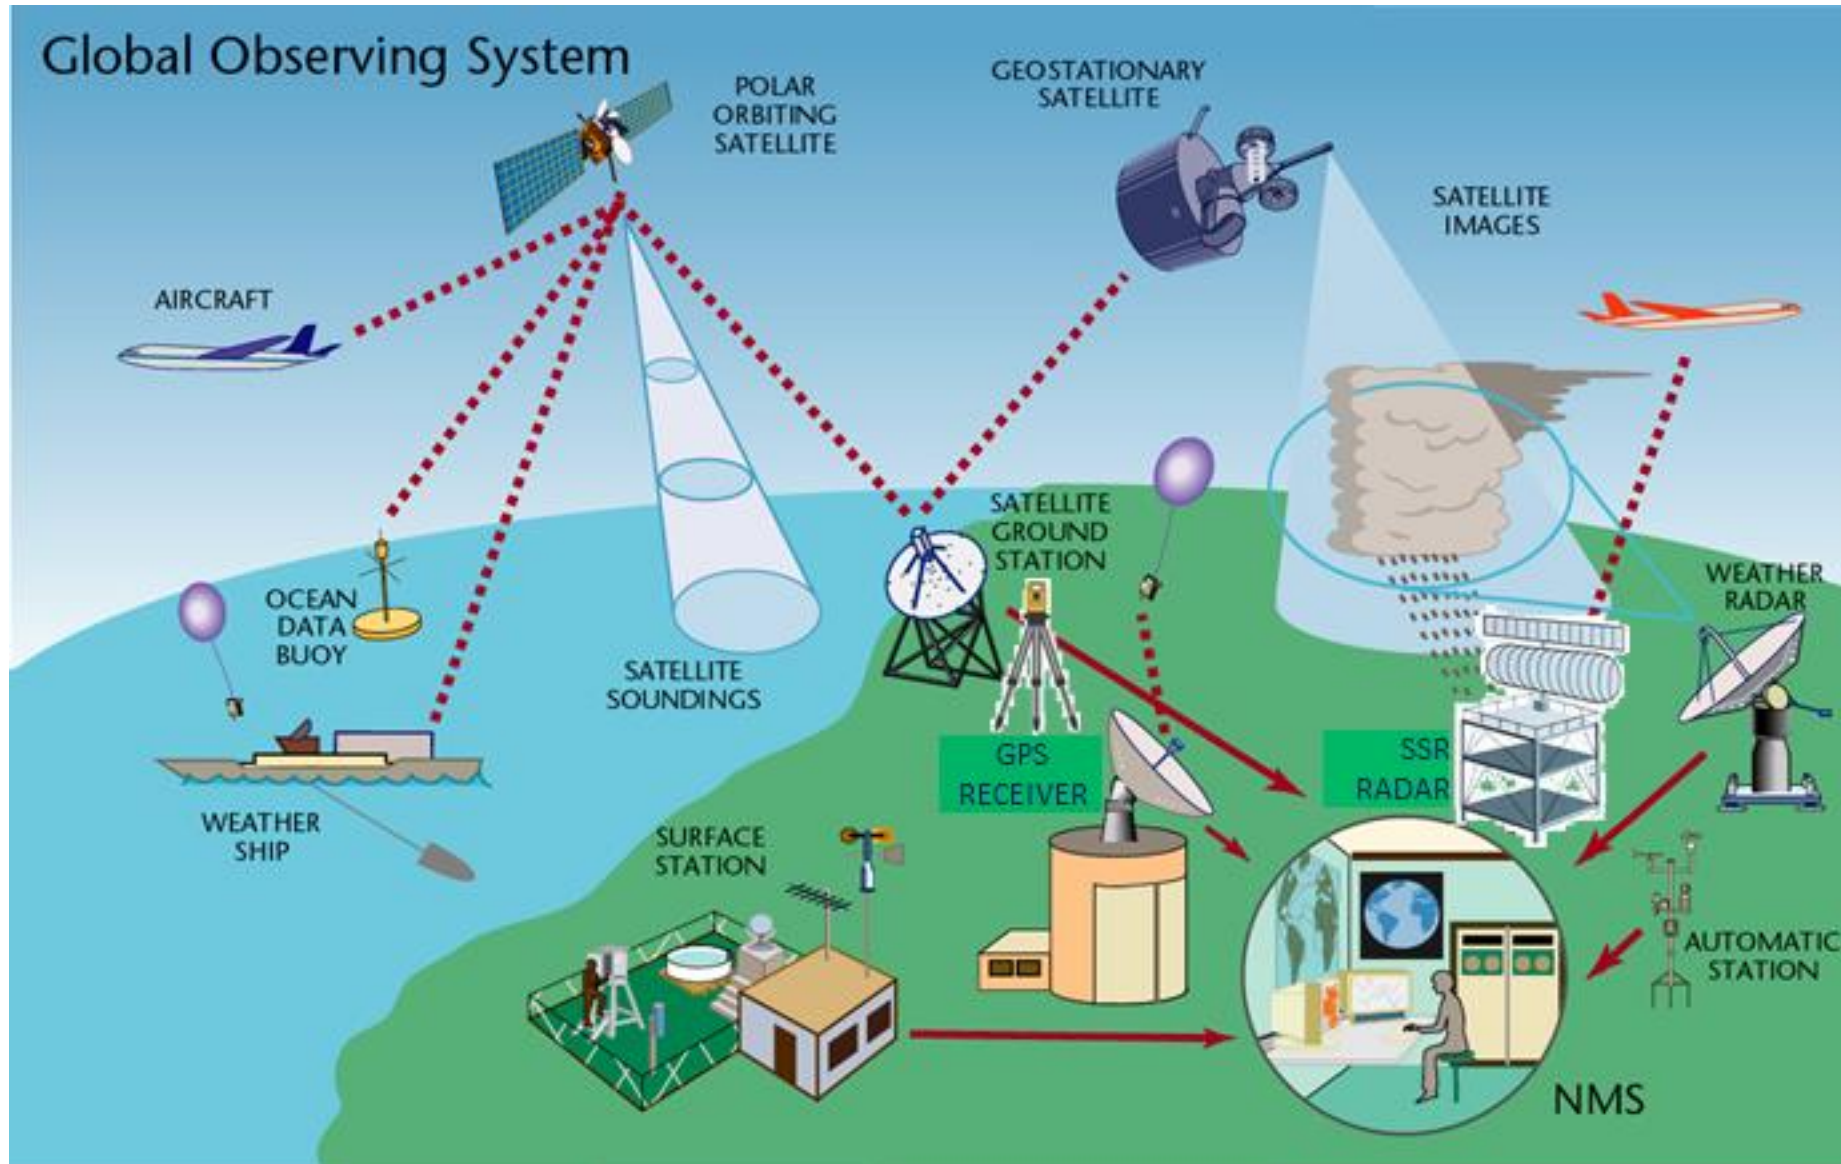 Global Observing System
POLAR
ORBITING
SATELLITE
GEOSTATIONARY
SATELLITE
SATELLITE
IMAGES
AIRCRAFT
SATELLITE
GROUND
STATION
OCEAN
DATA
BUOY
WEATHER
RADAR
SATELLITE
SOUNDINGS
GPS
RECEIVER
SSR
RADAR
WEATHER
SHIP
SURFACE
STATION
AUTOMATIC
STATION
NMS